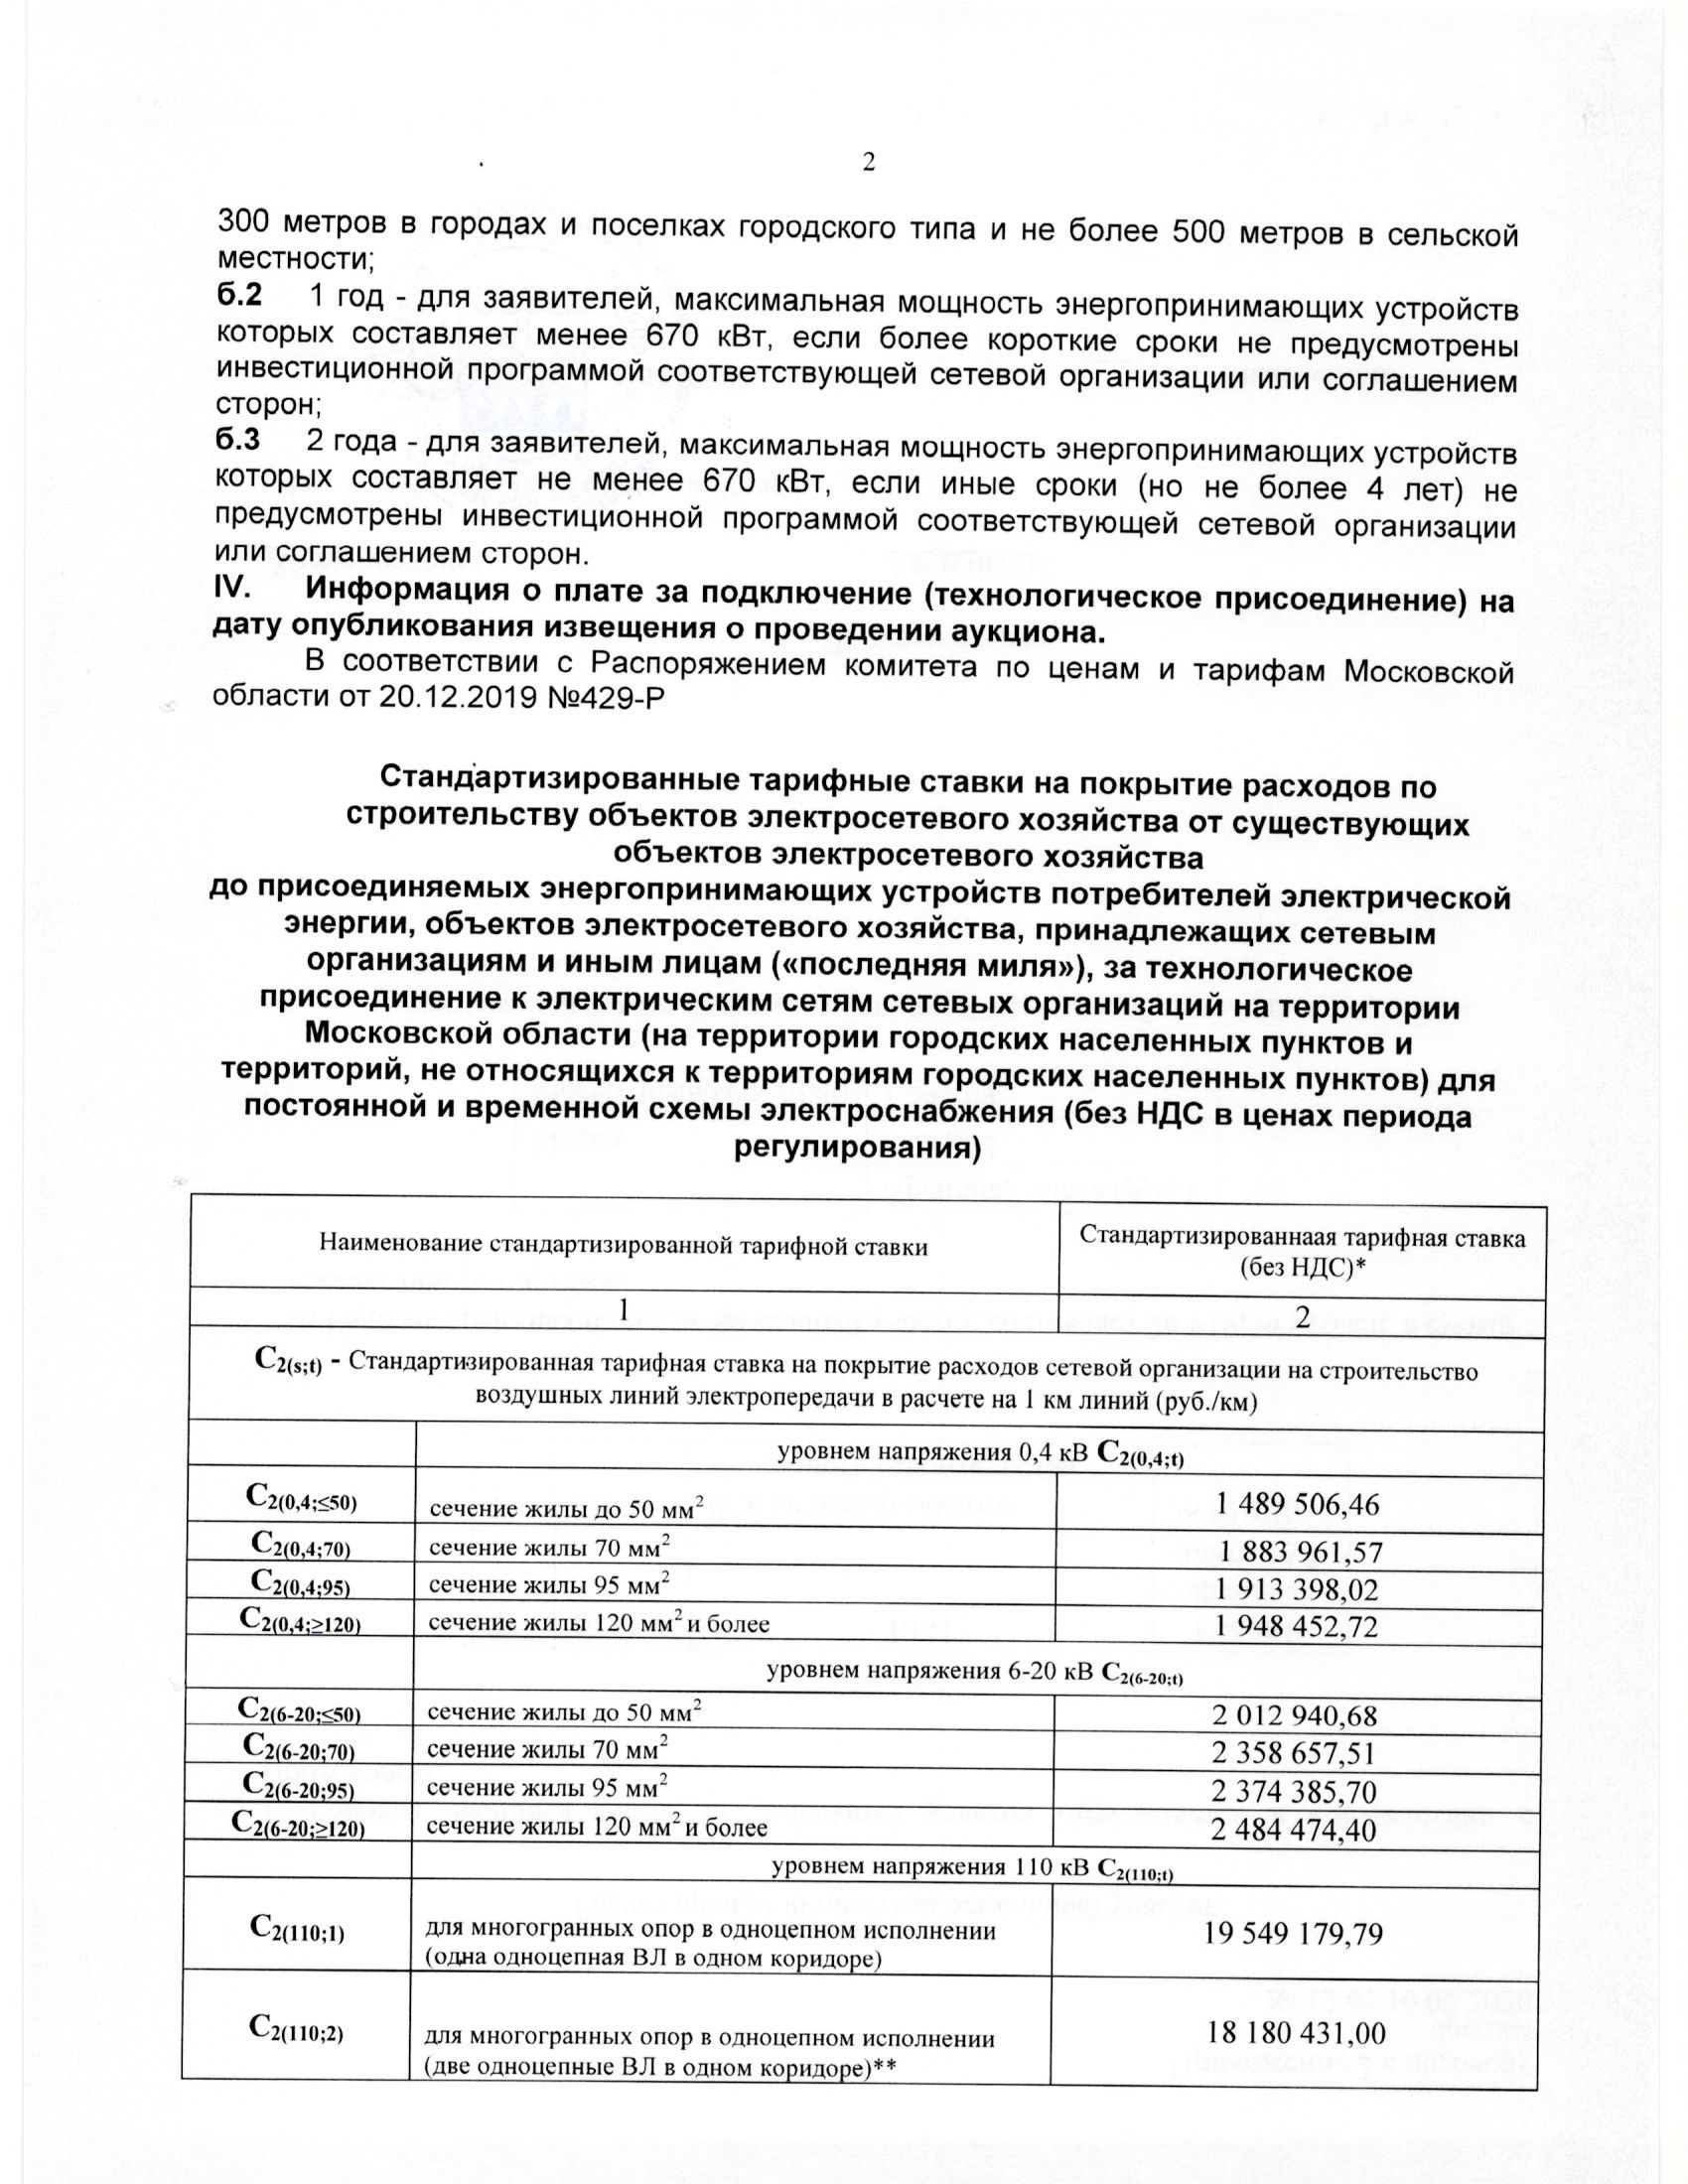 2
300 метров в городах и поселках городского типа и не более 500 метров в сельской
местности;
б.2 1 год - для заявителей, максимальная мощность энергопринимающих устройств
которых составляет менее 670 кВт, если более короткие сроки не предусмотрены
инвестиционной программой соответствующей сетевой организации или соглашением
сторон;
б.3 2 года - для заявителей, максимальная мощность энергопринимающих устройств
которых составляет не менее 670 кВт, если иные сроки (но не более 4 лет) не
предусмотрены инвестиционной программой соответствующей сетевой организации
или соглашением сторон.
IV. Информация о плате за подключение (технологическое присоединение) на
дату опубликования извещения о проведении аукциона.
В соответствии с Распоряжением комитета по ценам и тарифам Московской
области от 20.12.2019 №429-Р
Стандартизированные тарифные ставки на покрытие расходов по
строительству объектов электросетевого хозяйства от существующих
объектов электросетевого хозяйства
до присоединяемых энергопринимающих устройств потребителей электрической
энергии, объектов электросетевого хозяйства, принадлежащих сетевым
организациям и иным лицам («последняя миля»), за технологическое
присоединение к электрическим сетям сетевых организаций на территории
Московской области (на территории городских населенных пунктов и
территорий, не относящихся к территориям городских населенных пунктов) для
постоянной и временной схемы электроснабжения (без НДС в ценах периода
регулирования)
Наименование стандартизированной тарифной ставки
Стандартизированнаая тарифная ставка
(без НДС)*
1 2
C2(s;t) - Стандартизированная тарифная ставка на покрытие расходов сетевой организации на строительство
воздушных линий электропередачи в расчете на 1 км линий (руб./км)
уровнем напряжения 0,4 кВ C2(0,4;t)
C2(0,4;≤50) сечение жилы до 50 мм² 1 489 506,46
C2(0,4;70) сечение жилы 70 мм² 1 883 961,57
C2(0,4;95) сечение жилы 95 мм² 1 913 398,02
C2(0,4;≥120) сечение жилы 120 мм² и более 1 948 452,72
уровнем напряжения 6-20 кВ C2(6-20;t)
C2(6-20;≤50) сечение жилы до 50 мм² 2 012 940,68
C2(6-20;70) сечение жилы 70 мм² 2 358 657,51
C2(6-20;95) сечение жилы 95 мм² 2 374 385,70
C2(6-20;≥120) сечение жилы 120 мм² и более 2 484 474,40
уровнем напряжения 110 кВ C2(110;t)
C2(110;1) для многогранных опор в одноцепном исполнении 19 549 179,79
(одна одноцепная ВЛ в одном коридоре)
C2(110;2) для многогранных опор в одноцепном исполнении 18 180 431,00
(две одноцепные ВЛ в одном коридоре)**